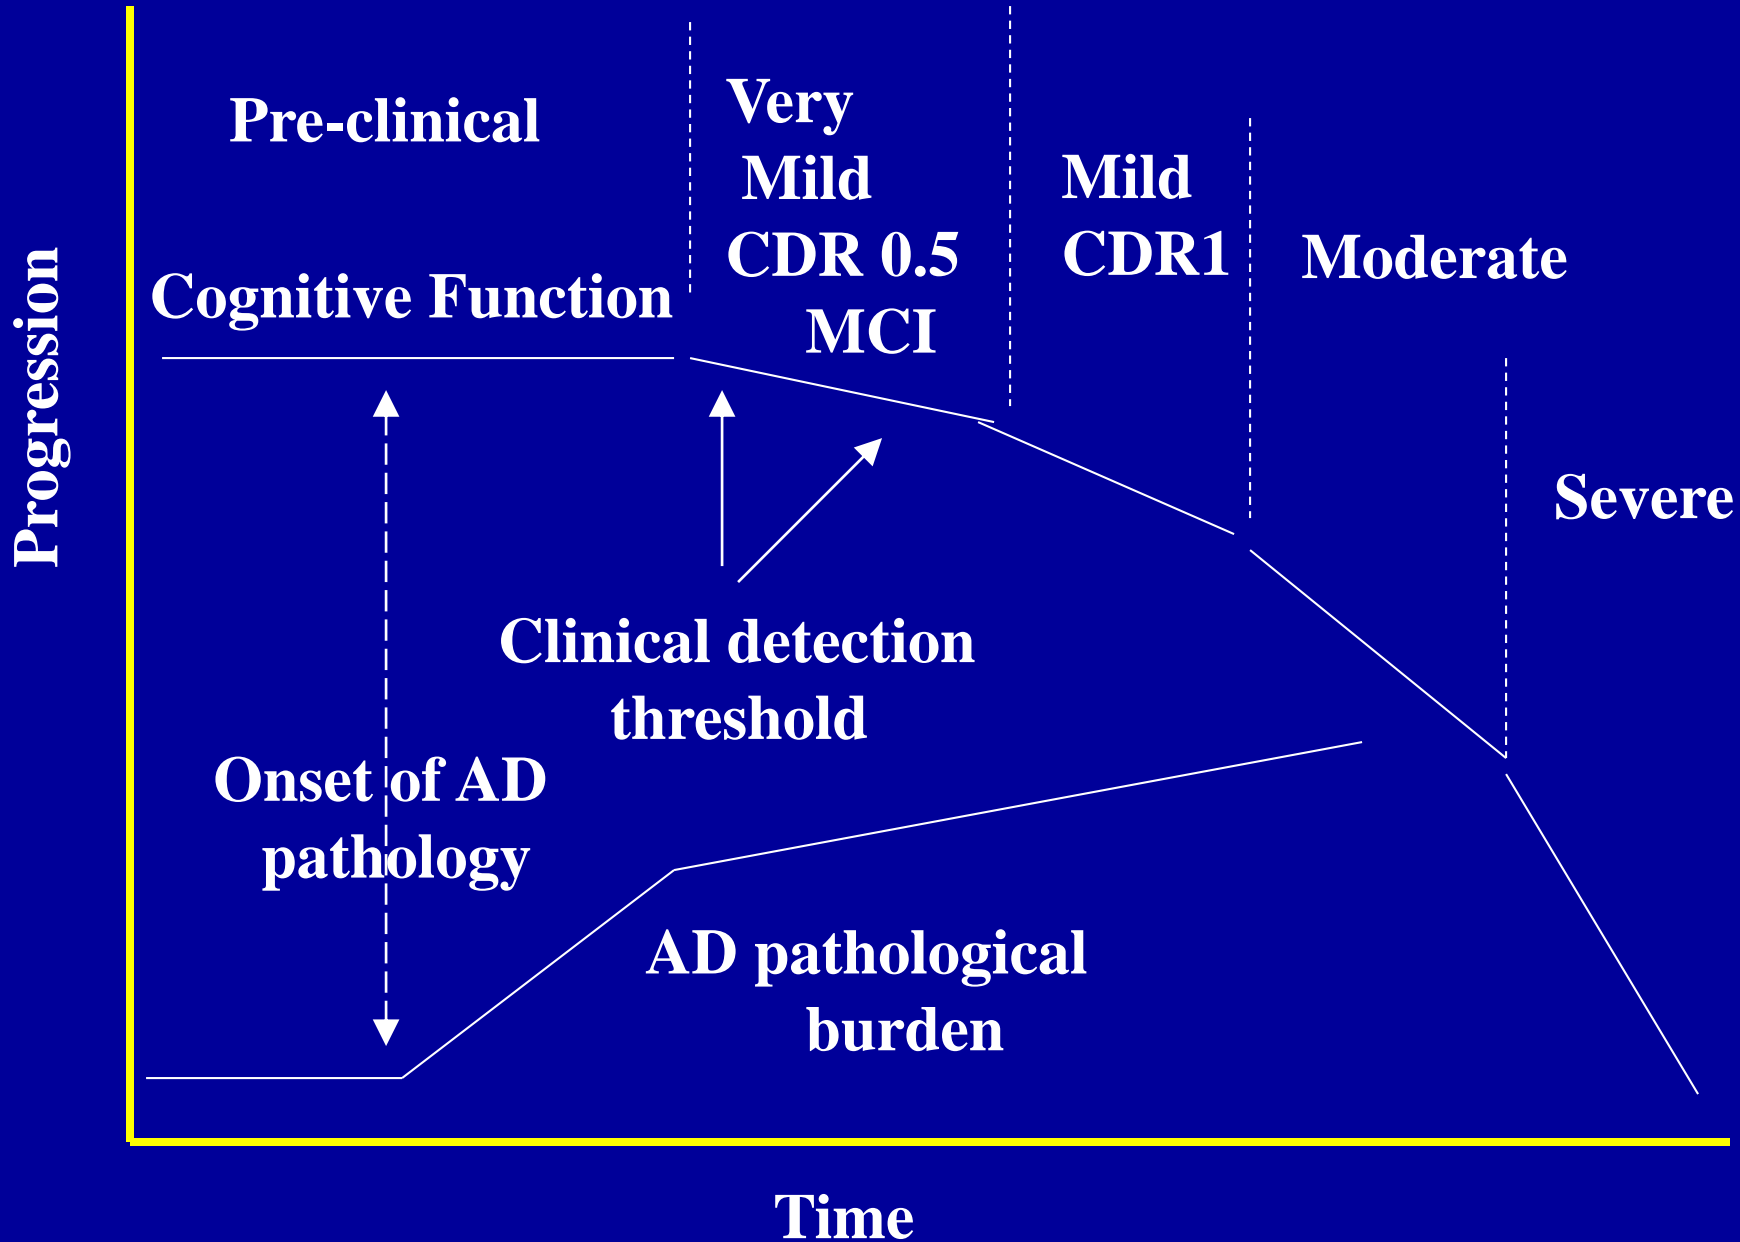 Pre-clinical
Very
Mild
CDR 0.5
MCI
Mild
CDR1
Moderate
Severe
Cognitive Function
Progression
Clinical detection
threshold
Onset of AD
pathology
AD pathological
burden
Time